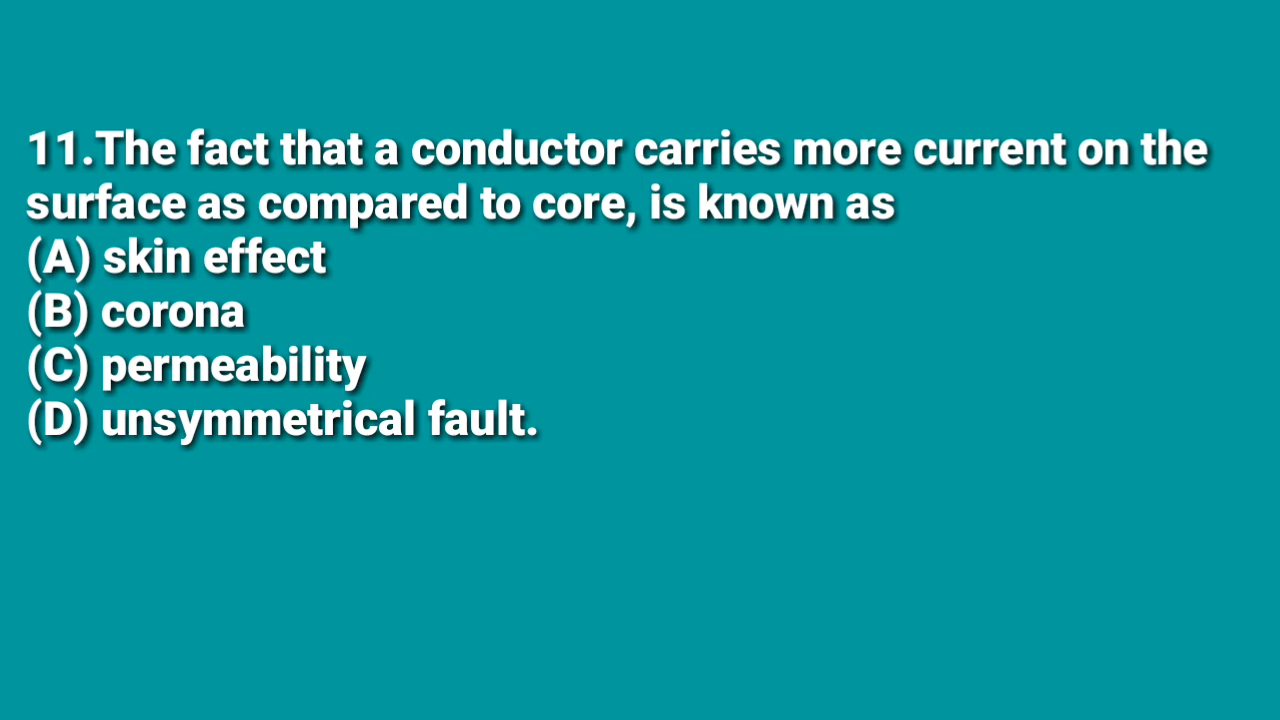 11.The fact that a conductor carries more current on the
surface as compared to core, is known as
(A) skin effect
(B) corona
(C) permeability
(D) unsymmetrical fault.